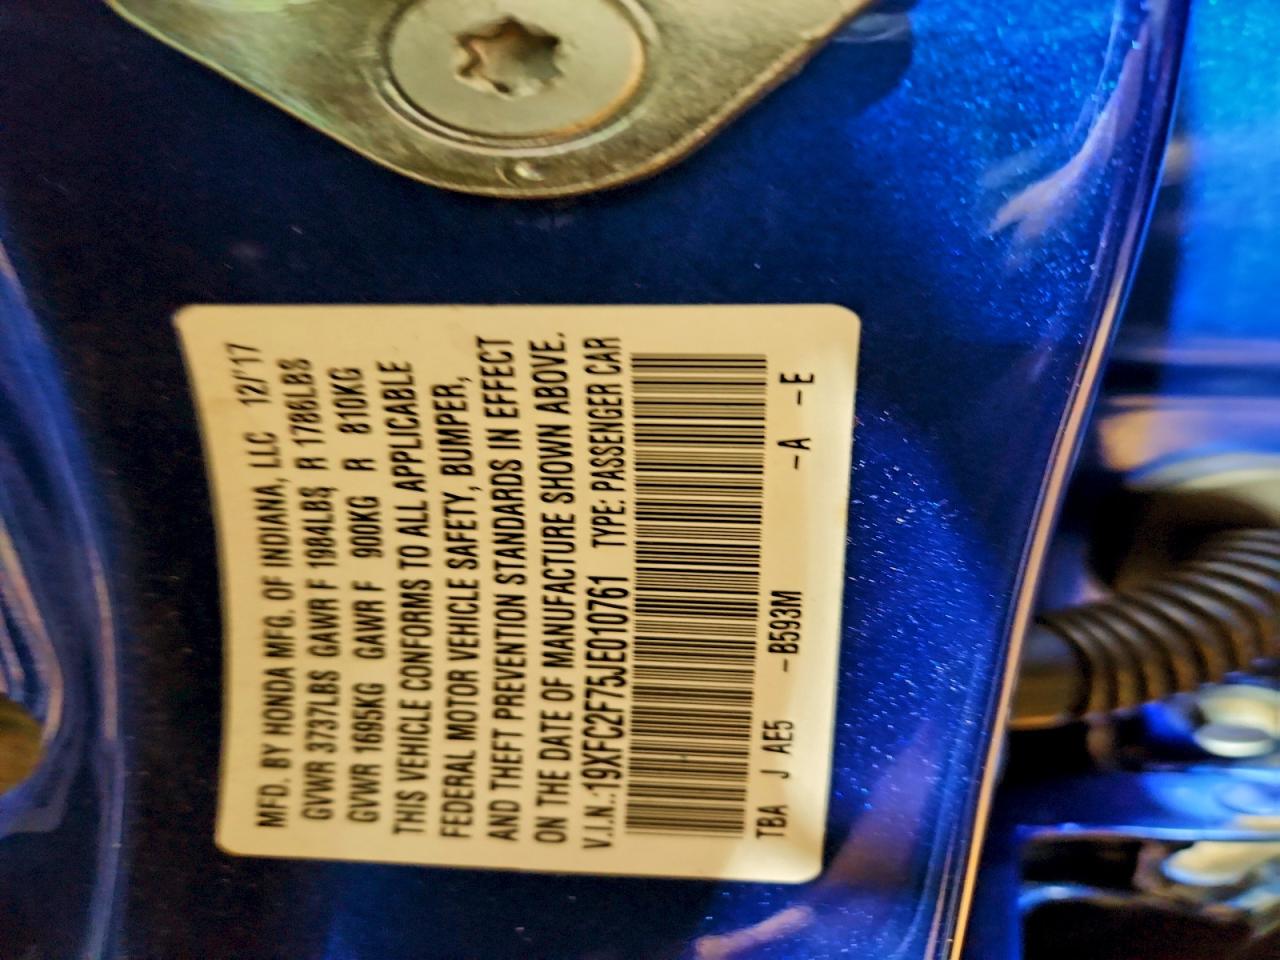 MFD. BY HONDA MFG. OF INDIANA, LLC 12/'17
GVWR 3737LBS GAWR F 1984LBS R 1786LBS
GVWR 1695KG GAWR F 900KG R 810KG
THIS VEHICLE CONFORMS TO ALL APPLICABLE
FEDERAL MOTOR VEHICLE SAFETY, BUMPER,
AND THEFT PREVENTION STANDARDS IN EFFECT
ON THE DATE OF MANUFACTURE SHOWN ABOVE.
V.I.N.:19XFC2F75JE010761 TYPE: PASSENGER CAR
TBA J AE5 -B593M -A -E